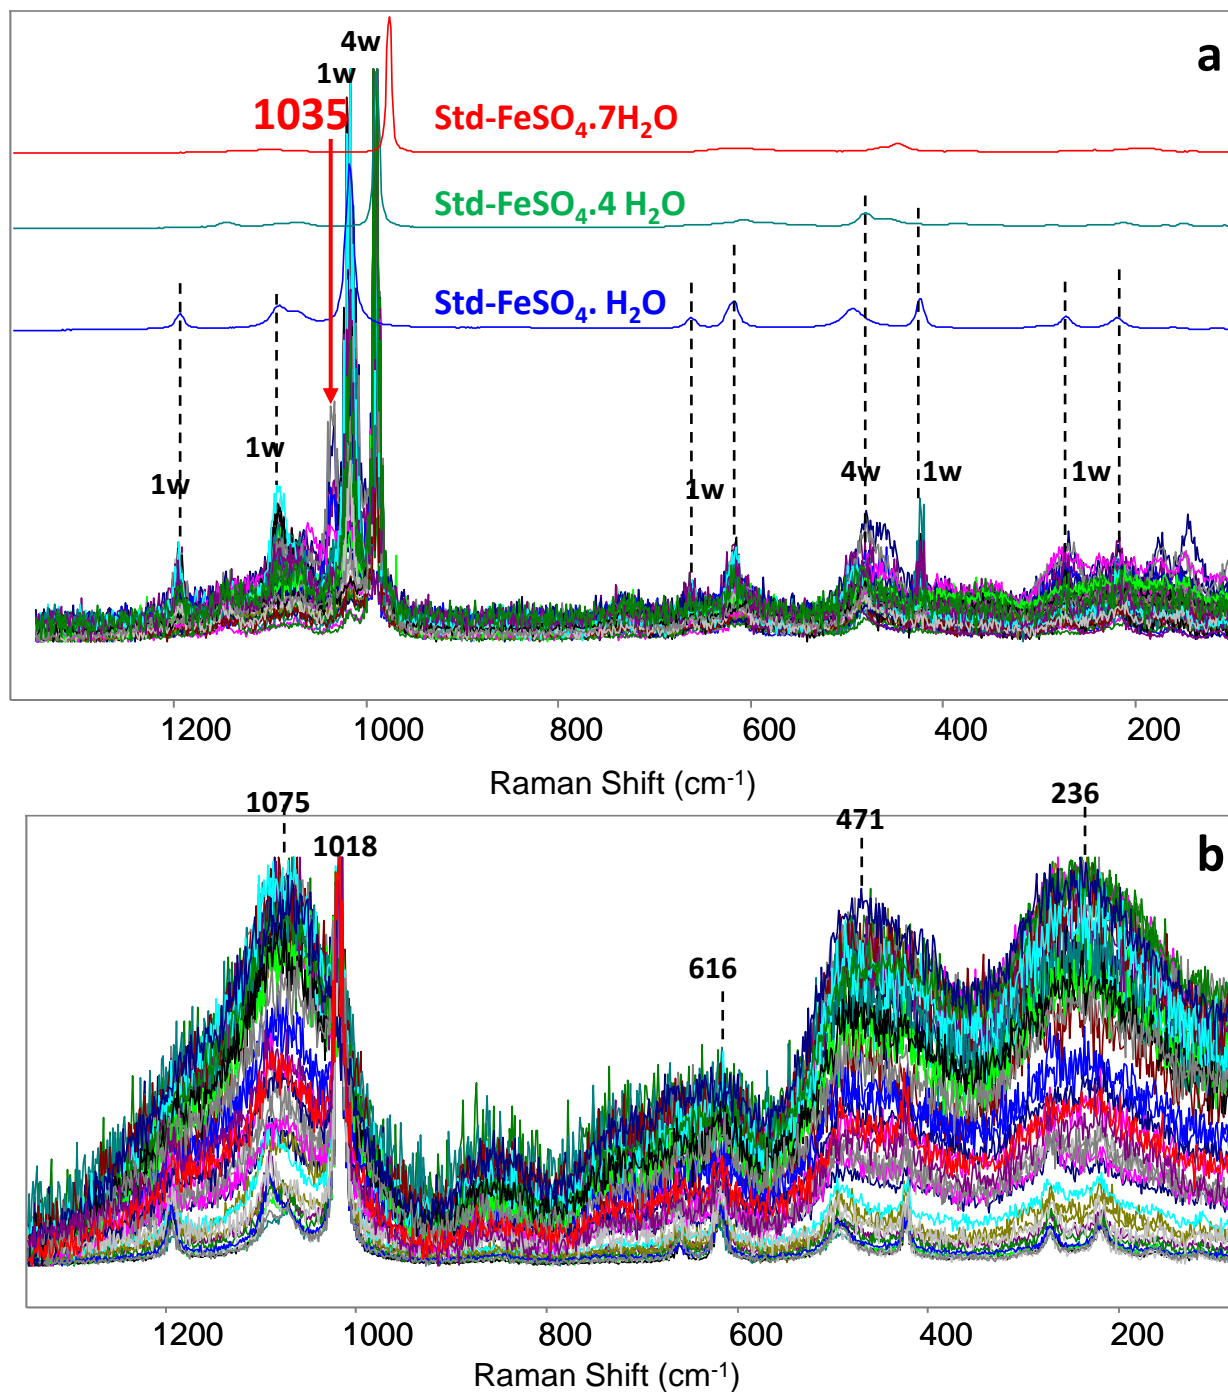 a
4w
1w
1035
Std-FeSO₄.7H₂O
Std-FeSO₄.4 H₂O
Std-FeSO₄. H₂O
1w
1w
1w
4w
1w
1w
1200 1000 800 600 400 200
Raman Shift (cm⁻¹)
b
1075
1018
616
471
236
1200 1000 800 600 400 200
Raman Shift (cm⁻¹)